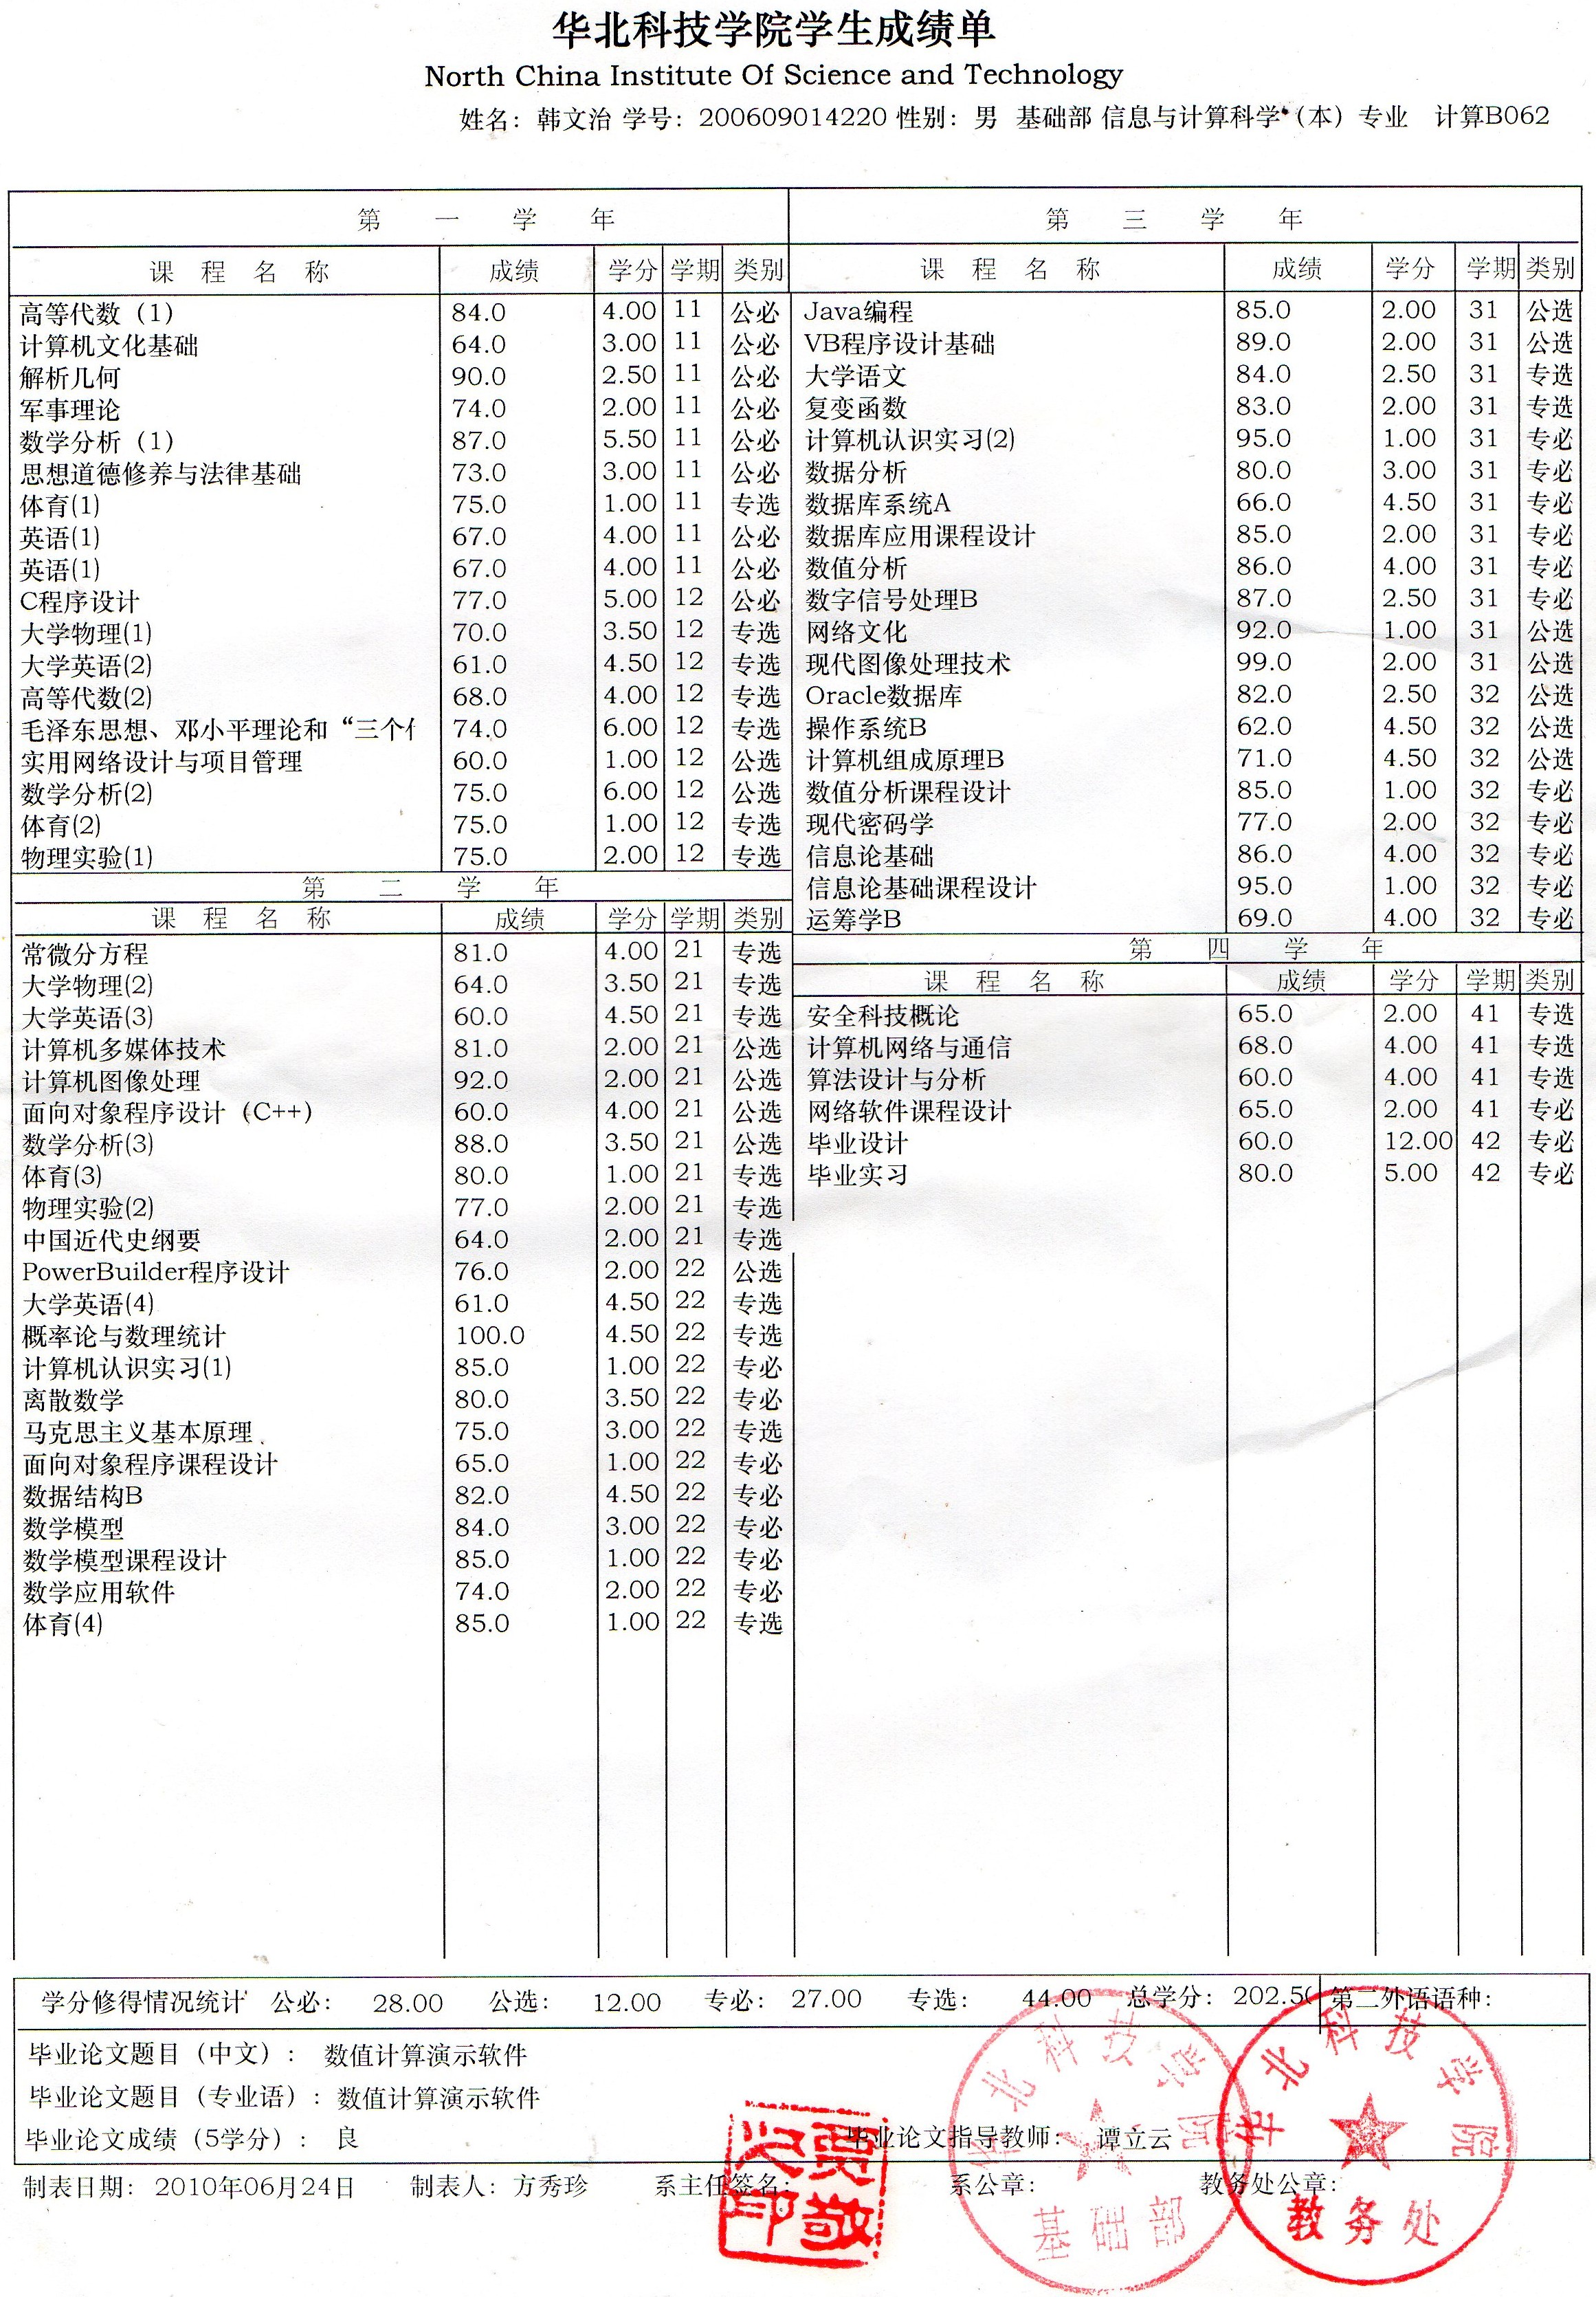 华北科技学院学生成绩单
North China Institute Of Science and Technology
姓名：韩文治 学号：200609014220 性别：男 基础部 信息与计算科学（本）专业 计算B062
第 一 学 年
课 程 名 称 成绩 学分 学期 类别
高等代数（1） 84.0 4.00 11 公必
计算机文化基础 64.0 3.00 11 公必
解析几何 90.0 2.50 11 公必
军事理论 74.0 2.00 11 公必
数学分析（1） 87.0 5.50 11 公必
思想道德修养与法律基础 73.0 3.00 11 公必
体育(1) 75.0 1.00 11 专选
英语(1) 67.0 4.00 11 公必
英语(1) 67.0 4.00 11 公必
C程序设计 77.0 5.00 12 公必
大学物理(1) 70.0 3.50 12 专选
大学英语(2) 61.0 4.50 12 专选
高等代数(2) 68.0 4.00 12 专选
毛泽东思想、邓小平理论和“三个 74.0 6.00 12 专选
实用网络设计与项目管理 60.0 1.00 12 公选
数学分析(2) 75.0 6.00 12 公选
体育(2) 75.0 1.00 12 专选
物理实验(1) 75.0 2.00 12 专选
第 二 学 年
课 程 名 称 成绩 学分 学期 类别
常微分方程 81.0 4.00 21 专选
大学物理(2) 64.0 3.50 21 专选
大学英语(3) 60.0 4.50 21 专选
计算机多媒体技术 81.0 2.00 21 公选
计算机图像处理 92.0 2.00 21 公选
面向对象程序设计（C++） 60.0 4.00 21 公选
数学分析(3) 88.0 3.50 21 公选
体育(3) 80.0 1.00 21 专选
物理实验(2) 77.0 2.00 21 专选
中国近代史纲要 64.0 2.00 21 专选
PowerBuilder程序设计 76.0 2.00 22 公选
大学英语(4) 61.0 4.50 22 专选
概率论与数理统计 100.0 4.50 22 专选
计算机认识实习(1) 85.0 1.00 22 专必
离散数学 80.0 3.50 22 专必
马克思主义基本原理 75.0 3.00 22 专选
面向对象程序课程设计 65.0 1.00 22 专必
数据结构B 82.0 4.50 22 专必
数学模型 84.0 3.00 22 专必
数学模型课程设计 85.0 1.00 22 专必
数学应用软件 74.0 2.00 22 专必
体育(4) 85.0 1.00 22 专选
第 三 学 年
课 程 名 称 成绩 学分 学期 类别
Java编程 85.0 2.00 31 公选
VB程序设计基础 89.0 2.00 31 公选
大学语文 84.0 2.50 31 专选
复变函数 83.0 2.00 31 专选
计算机认识实习(2) 95.0 1.00 31 专必
数据分析 80.0 3.00 31 专必
数据库系统A 66.0 4.50 31 专必
数据库应用课程设计 85.0 2.00 31 专必
数值分析 86.0 4.00 31 专必
数字信号处理B 87.0 2.50 31 专必
网络文化 92.0 1.00 31 公选
现代图像处理技术 99.0 2.00 31 公选
Oracle数据库 82.0 2.50 32 公选
操作系统B 62.0 4.50 32 公选
计算机组成原理B 71.0 4.50 32 公选
数值分析课程设计 85.0 1.00 32 专必
现代密码学 77.0 2.00 32 专必
信息论基础 86.0 4.00 32 专必
信息论基础课程设计 95.0 1.00 32 专必
运筹学B 69.0 4.00 32 专必
第 四 学 年
课 程 名 称 成绩 学分 学期 类别
安全科技概论 65.0 2.00 41 专选
计算机网络与通信 68.0 4.00 41 专选
算法设计与分析 60.0 4.00 41 专选
网络软件课程设计 65.0 2.00 41 专必
毕业设计 60.0 12.00 42 专必
毕业实习 80.0 5.00 42 专必
学分修得情况统计 公必： 28.00 公选： 12.00 专必： 27.00 专选： 44.00 总学分：202.50 第二外语语种：
毕业论文题目（中文）： 数值计算演示软件
毕业论文题目（专业语）：数值计算演示软件
毕业论文成绩（5学分）： 良 毕业论文指导教师： 谭立云
制表日期：2010年06月24日 制表人：方秀珍 系主任签名： 系公章： 教务处公章：
贾敬之印
华北科技学院
基础部
华北科技学院
教务处